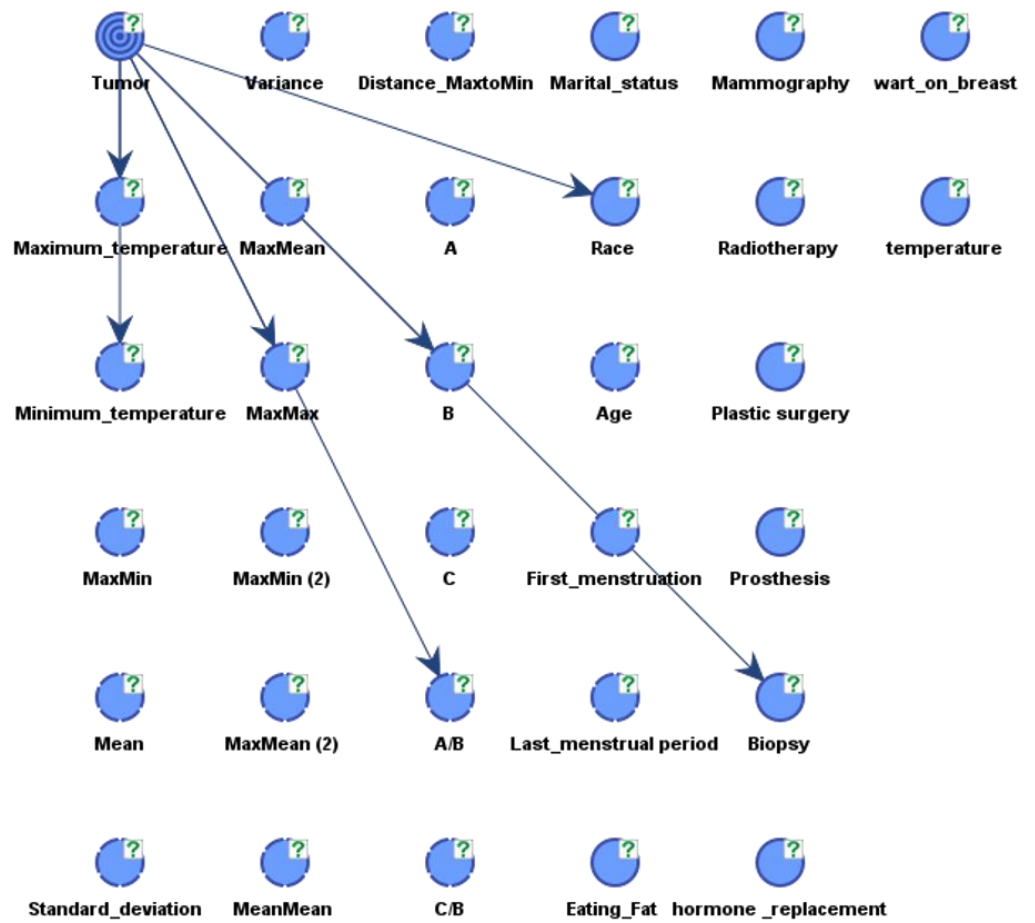 ?
?
?
?
?
?
Tumor
Variance
Distance_MaxtoMin
Marital_status
Mammography
wart_on_breast
?
?
?
?
?
?
Maximum_temperature
MaxMean
A
Race
Radiotherapy
temperature
?
?
?
?
?
Minimum_temperature
MaxMax
B
Age
Plastic surgery
?
?
?
?
?
MaxMin
MaxMin (2)
C
First_menstruation
Prosthesis
?
?
?
?
?
Mean
MaxMean (2)
A/B
Last_menstrual period
Biopsy
?
?
?
?
?
Standard_deviation
MeanMean
C/B
Eating_Fat
hormone _replacement